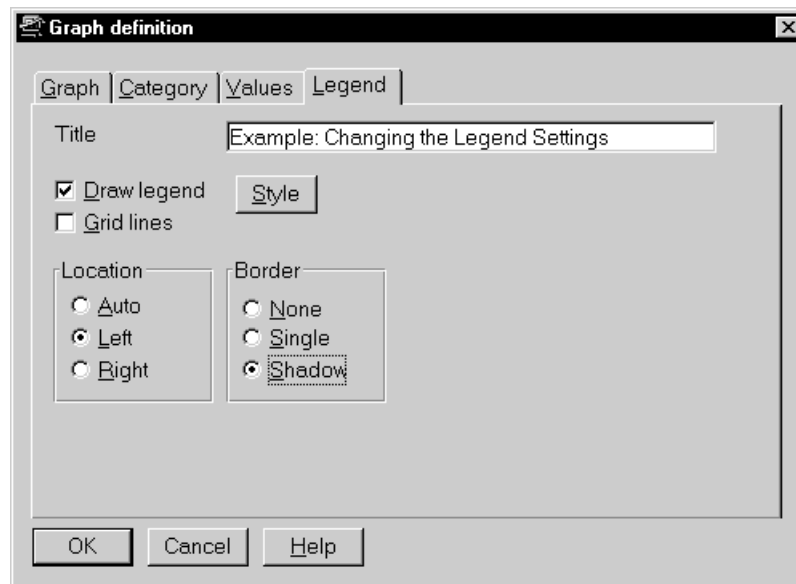 Graph definition
Graph Category Values Legend
Title Example: Changing the Legend Settings
Draw legend Style
Grid lines
Location Border
Auto None
Left Single
Right Shadow
OK Cancel Help